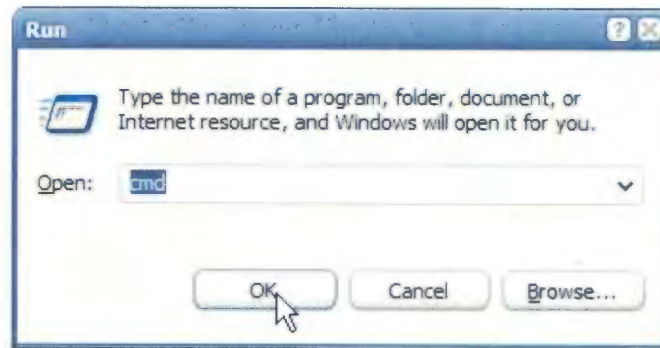 Run
Type the name of a program, folder, document, or
Internet resource, and Windows will open it for you.
Open: cmd
OK Cancel Browse...